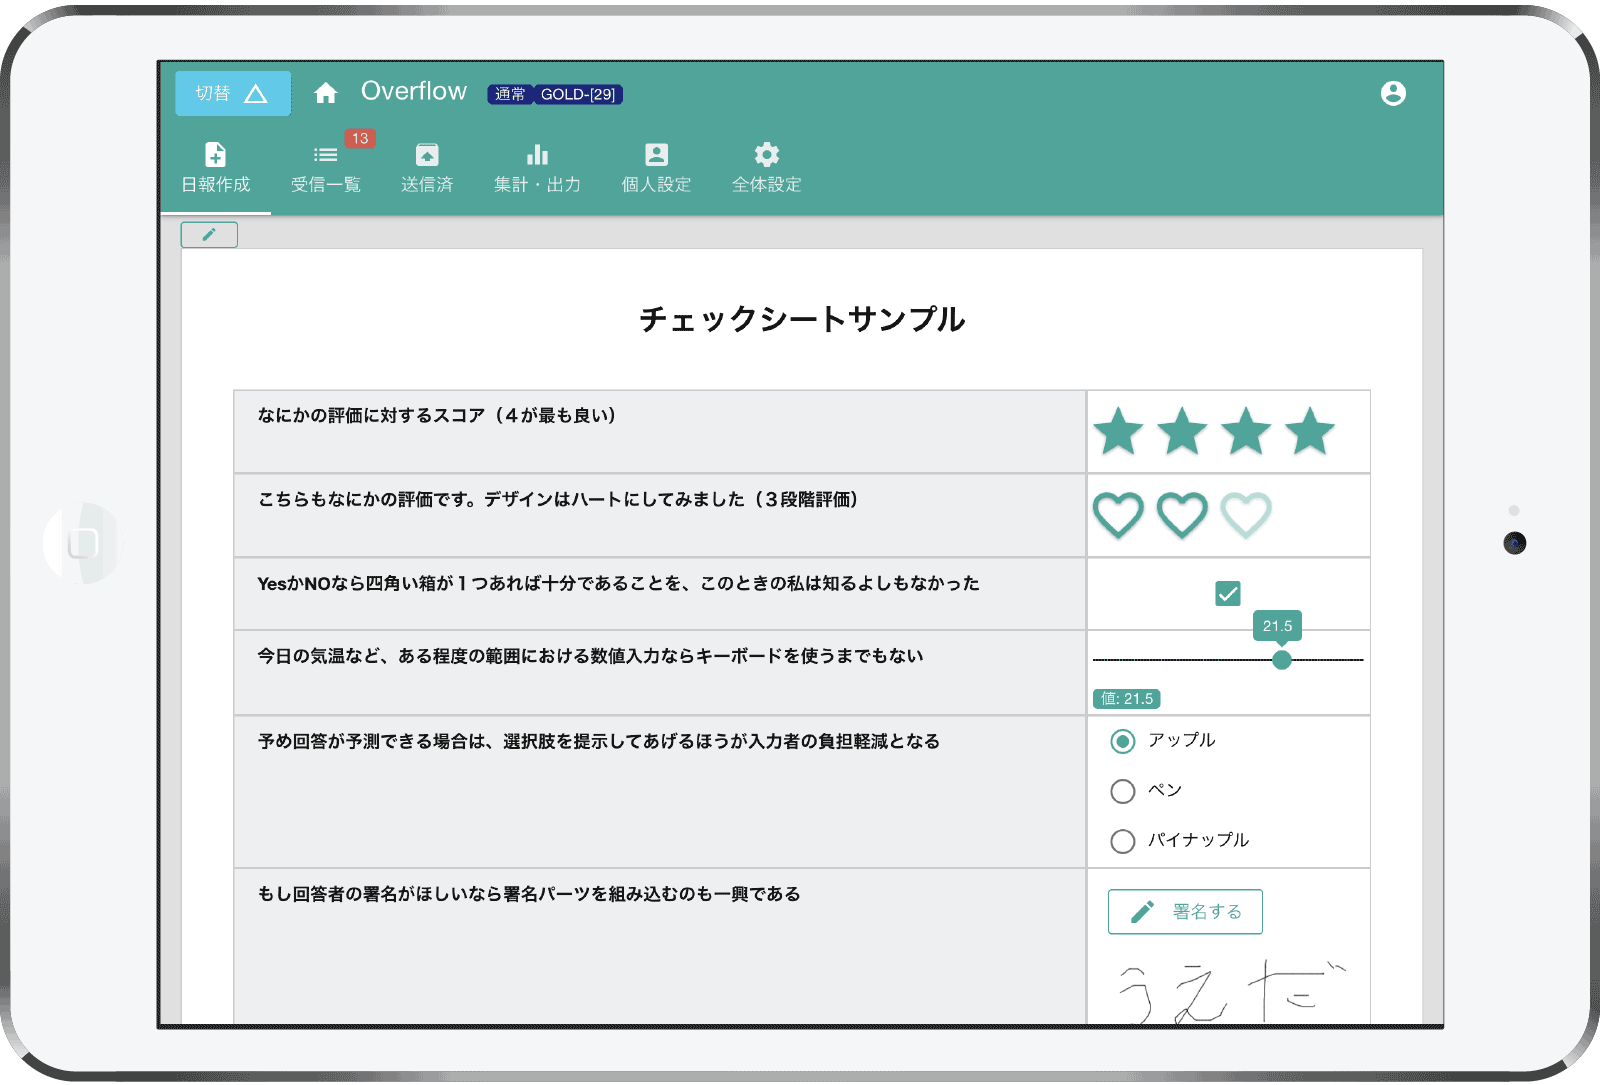 切替
Overflow
通常 GOLD-[29]
13
日報作成
受信一覧
送信済
集計・出力
個人設定
全体設定
チェックシートサンプル
なにかの評価に対するスコア（４が最も良い）
こちらもなにかの評価です。デザインはハートにしてみました（３段階評価）
YesかNOなら四角い箱が１つあれば十分であることを、このときの私は知るよしもなかった
今日の気温など、ある程度の範囲における数値入力ならキーボードを使うまでもない
21.5
値: 21.5
予め回答が予測できる場合は、選択肢を提示してあげるほうが入力者の負担軽減となる
アップル
ペン
パイナップル
もし回答者の署名がほしいなら署名パーツを組み込むのも一興である
署名する
うえだ